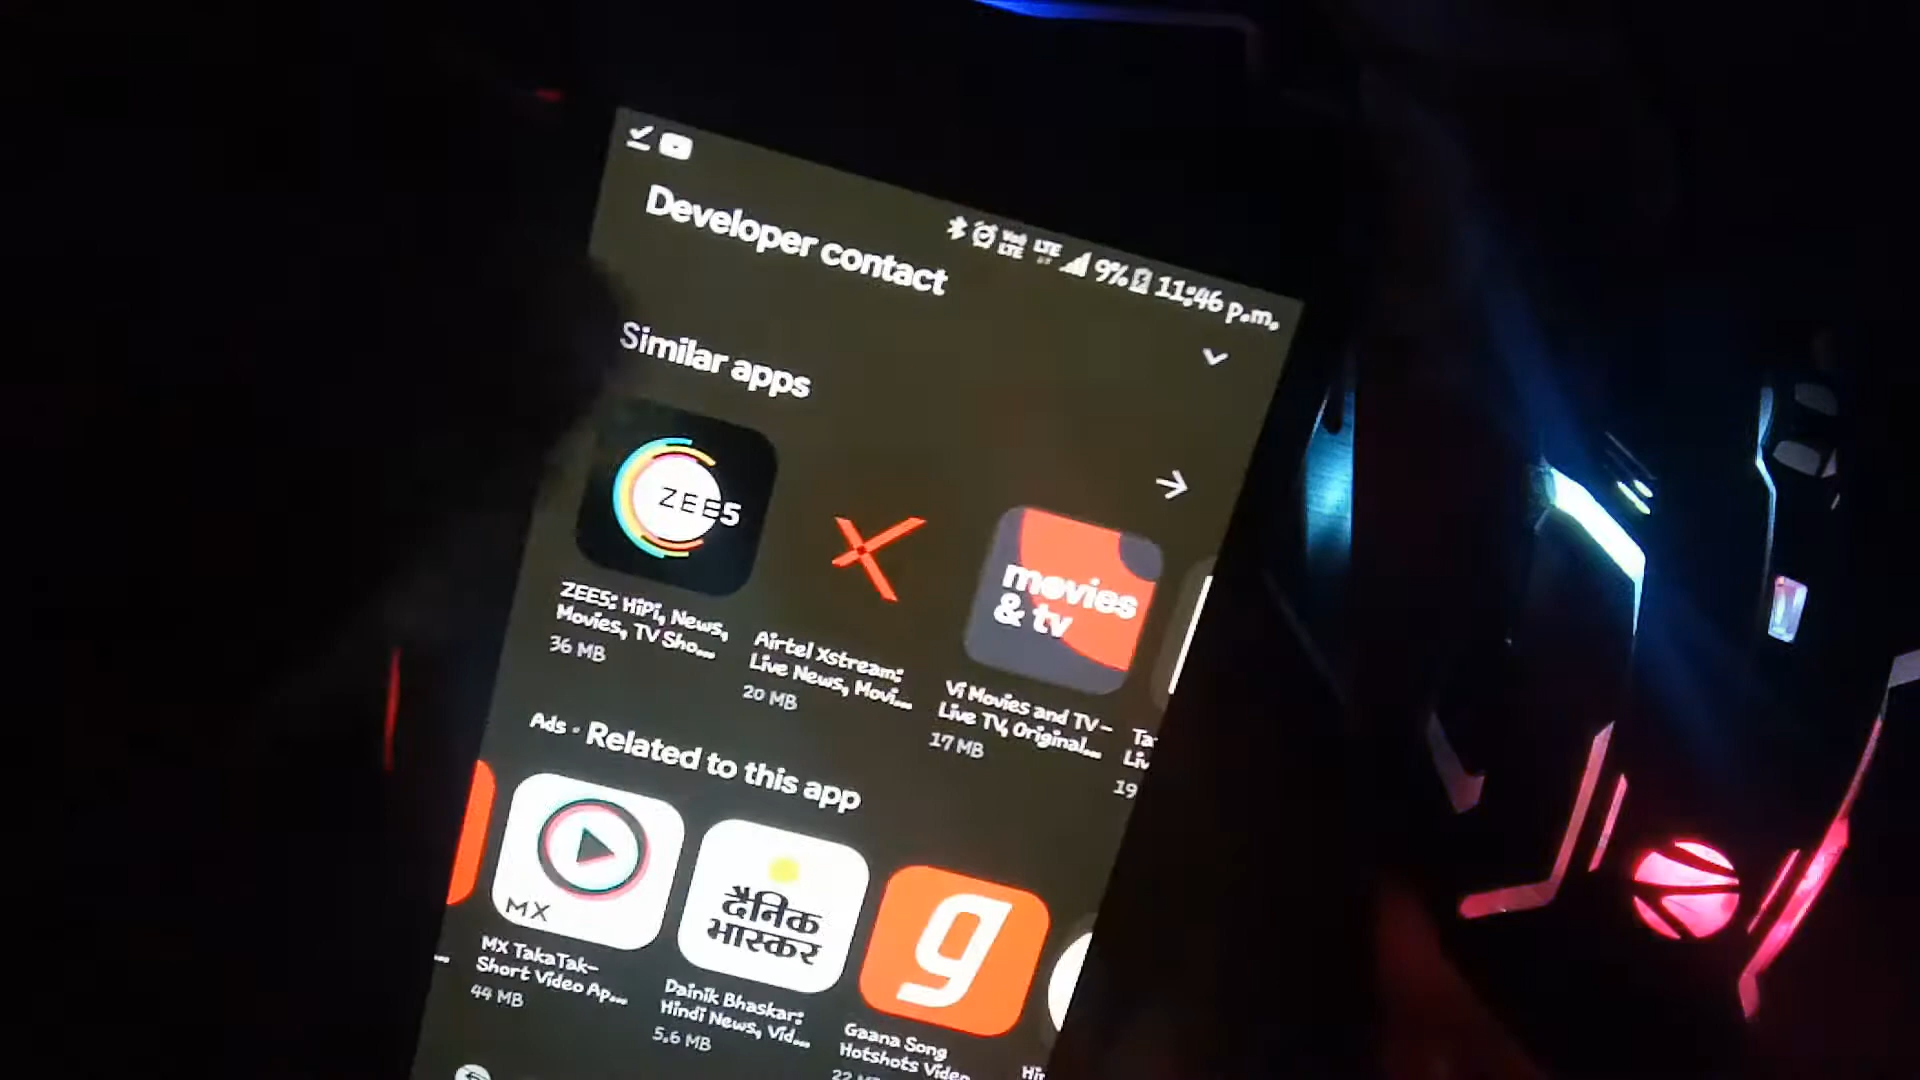 9% 11:46 p.m.
Developer contact
Similar apps
ZEE5
movies
& tv
ZEE5: HiPi, News,
Movies, TV Sho...
36 MB
Airtel Xstream:
Live News, Movi...
20 MB
Vi Movies and TV -
Live TV, Original...
17 MB
Ta
Liv
19
Ads · Related to this app
MX
दैनिक
भास्कर
g
MX TakaTak-
Short Video Ap...
44 MB
Dainik Bhaskar:
Hindi News, Vid...
5.6 MB
Gaana Song
Hotshots Video